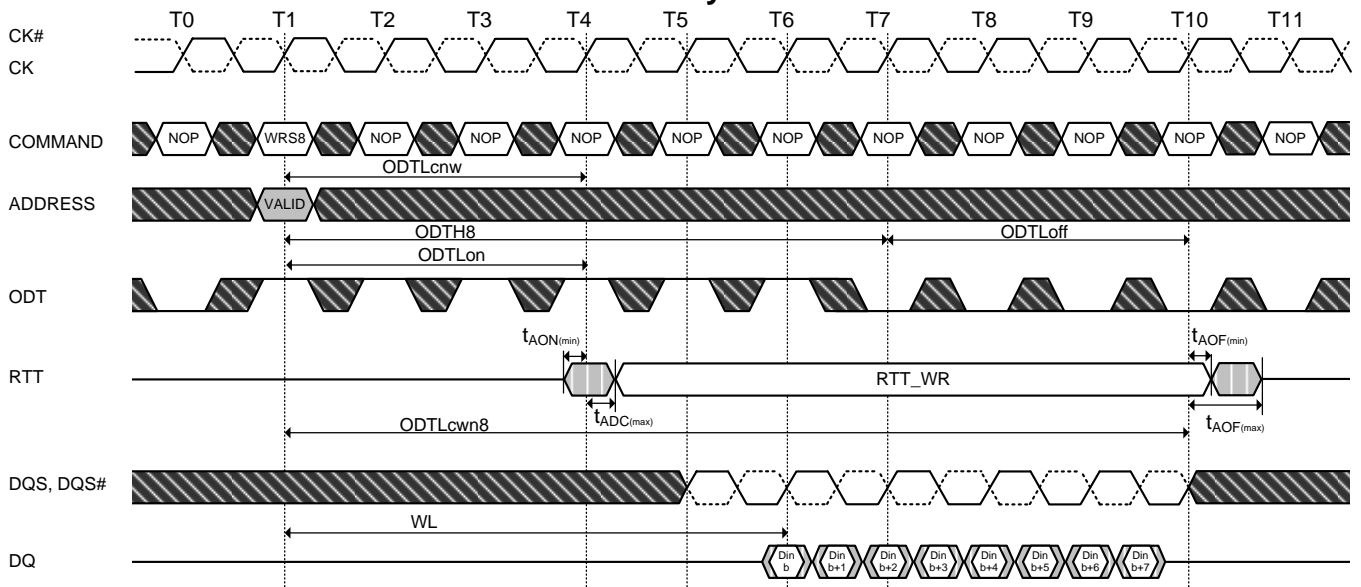 T0 T1 T2 T3 T4 T5 T6 T7 T8 T9 T10 T11
CK#
CK
COMMAND NOP WRS8 NOP NOP NOP NOP NOP NOP NOP NOP NOP NOP
ODTLcnw
ADDRESS VALID
ODTH8 ODTLoff
ODTLon
ODT
tAON(min) tAOF(min)
RTT RTT_WR
tADC(max) tAOF(max)
ODTLcwn8
DQS, DQS#
WL
DQ Din b Din b+1 Din b+2 Din b+3 Din b+4 Din b+5 Din b+6 Din b+7